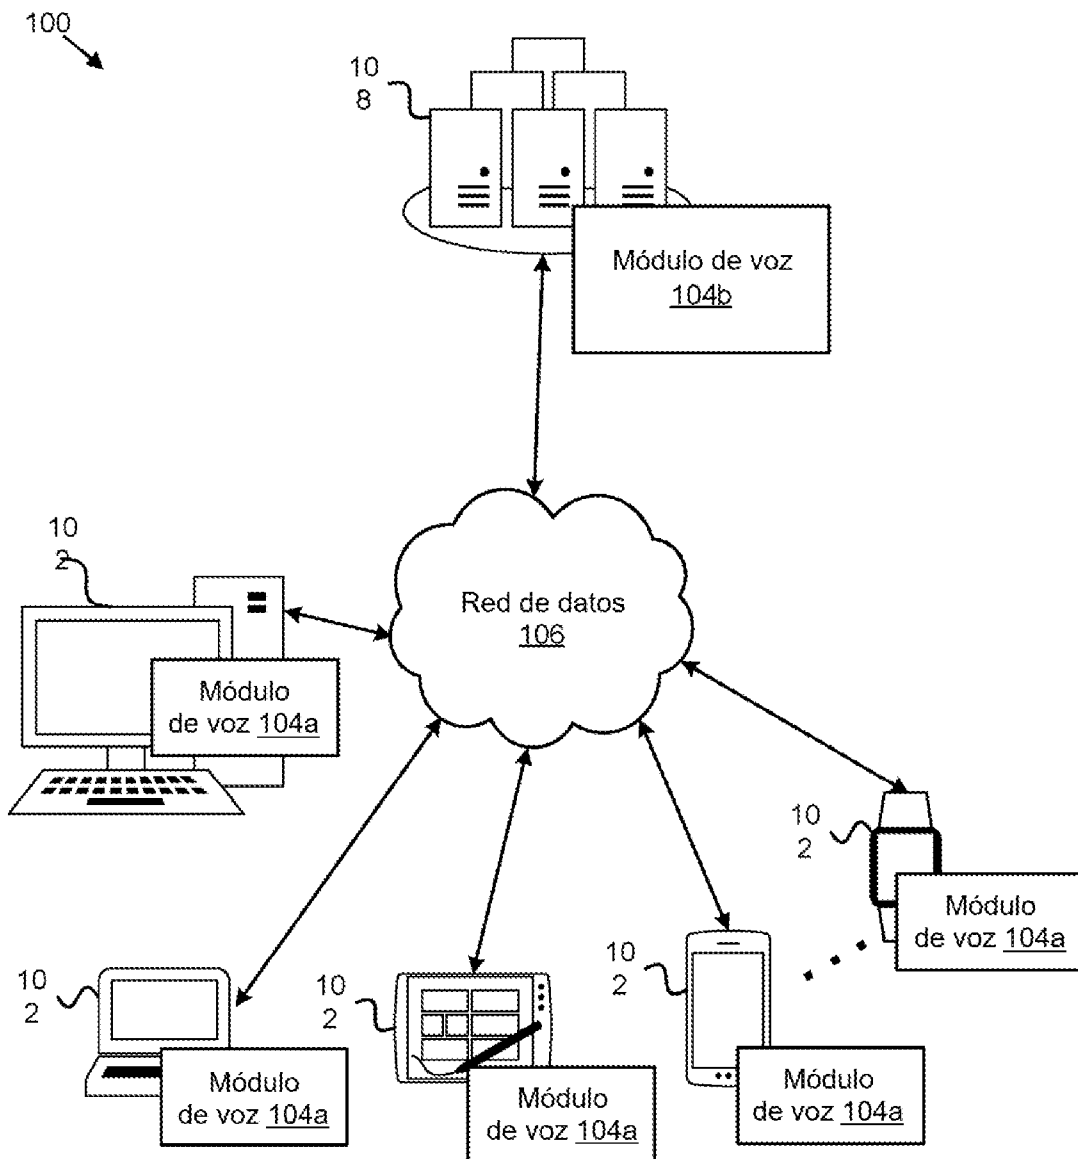 100
10
8
Módulo de voz
104b
10
2
Red de datos
106
Módulo
de voz 104a
10
2
Módulo
de voz 104a
10
2
Módulo
de voz 104a
10
2
Módulo
de voz 104a
10
2
Módulo
de voz 104a